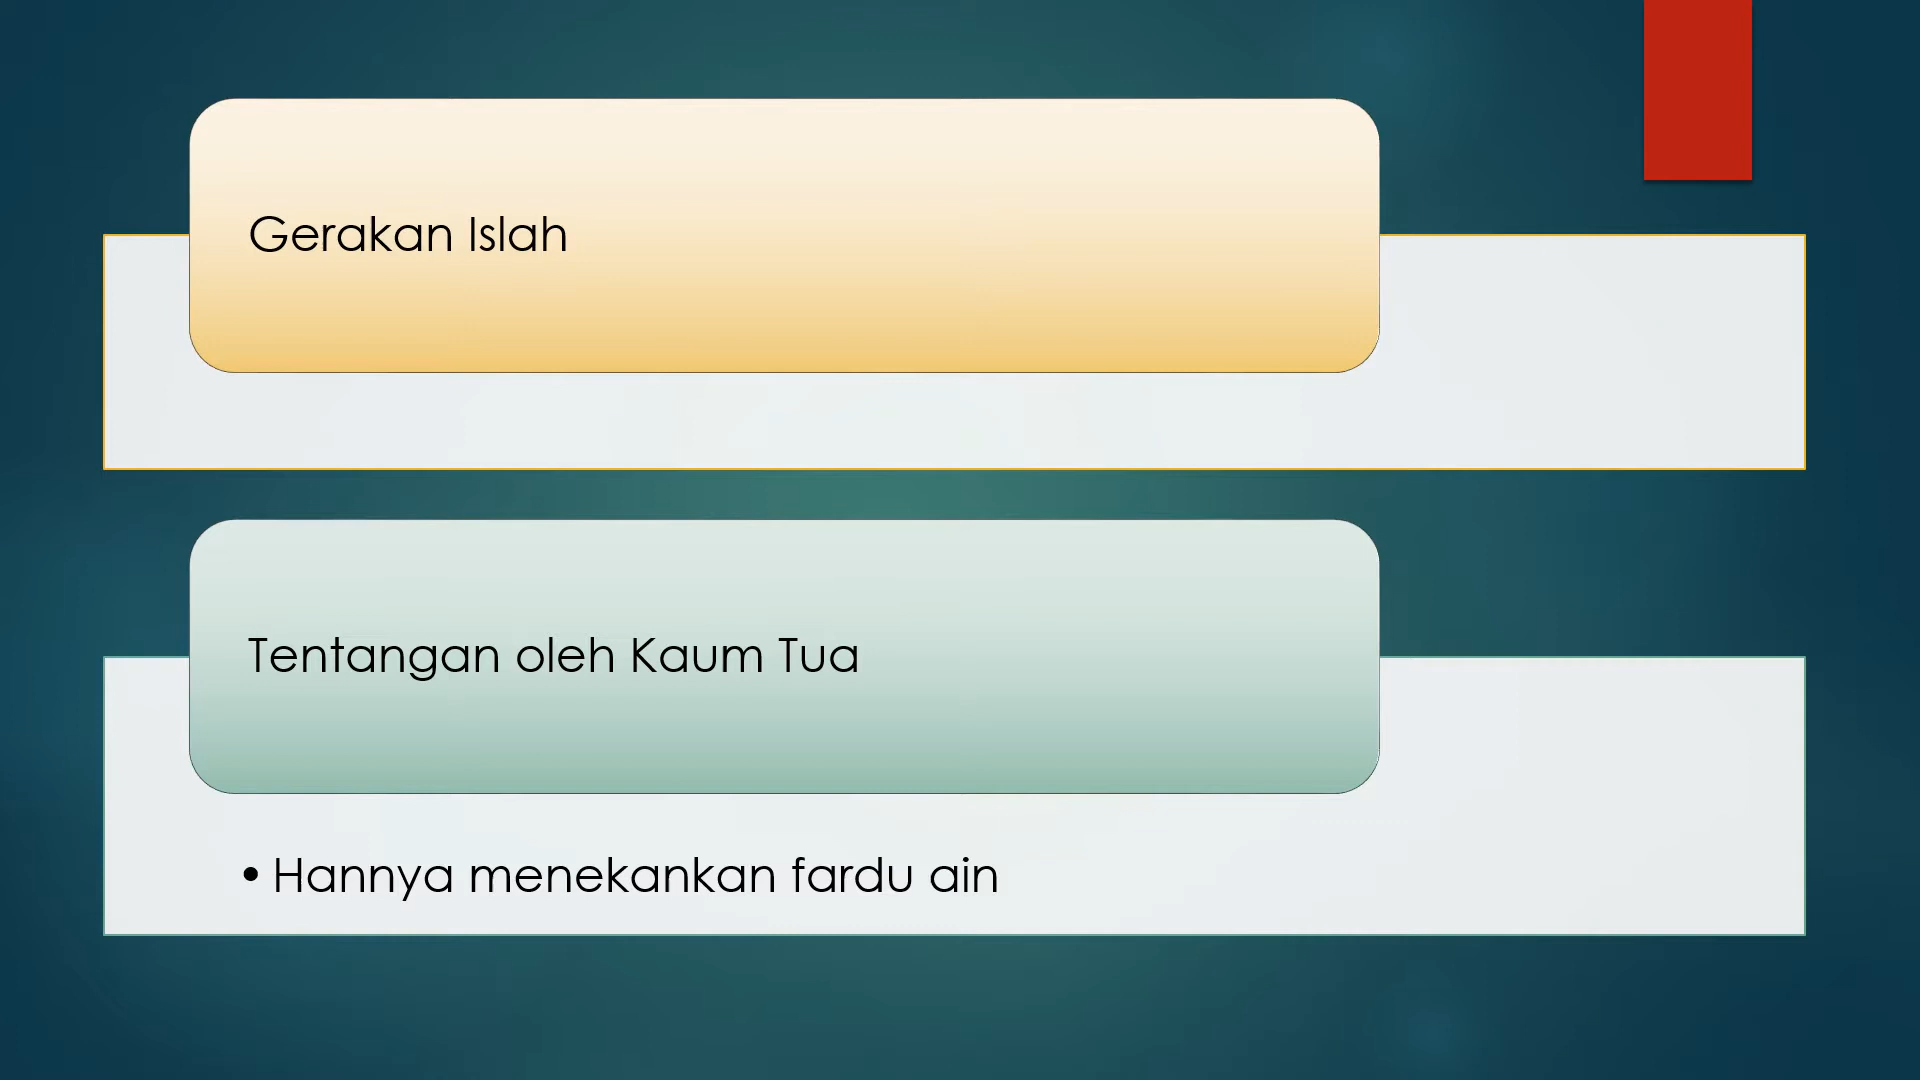 Gerakan Islah
Tentangan oleh Kaum Tua
• Hannya menekankan fardu ain